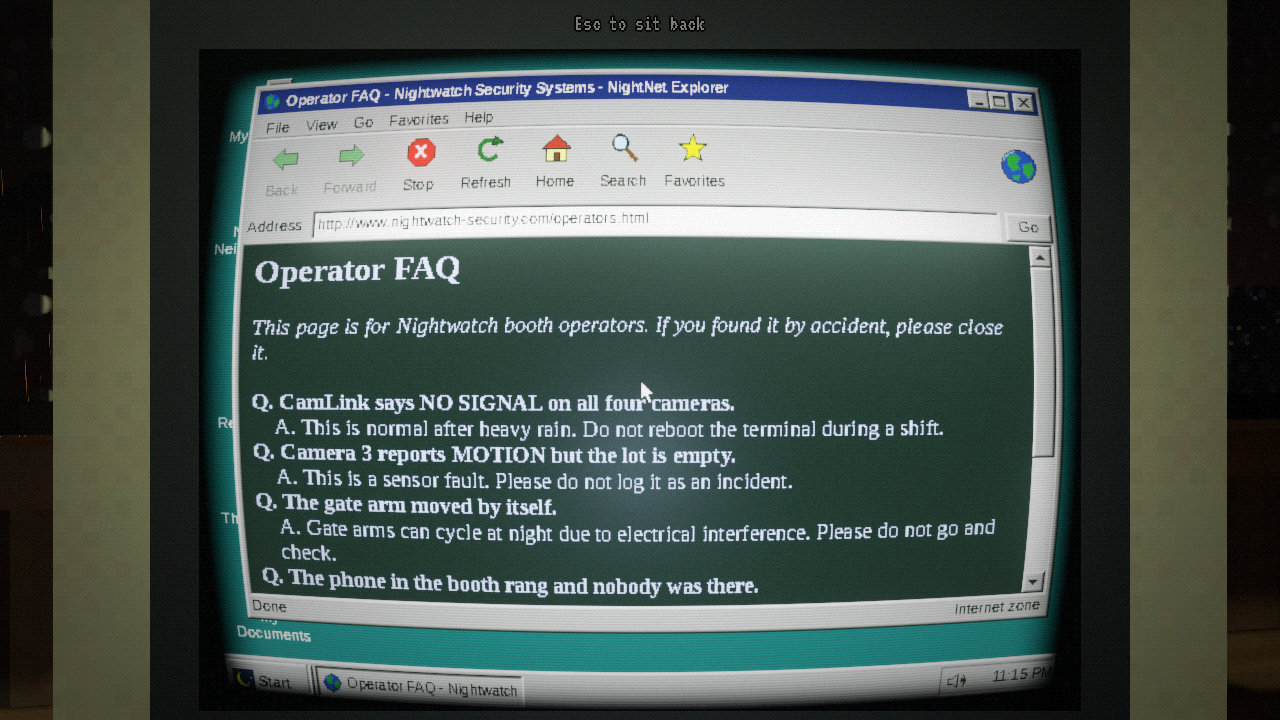 Esc to sit back
Operator FAQ - Nightwatch Security Systems - NightNet Explorer
File View Go Favorites Help
Back Forward Stop Refresh Home Search Favorites
Address http://www.nightwatch-security.com/operators.html Go
Operator FAQ
This page is for Nightwatch booth operators. If you found it by accident, please close
it.
Q. CamLink says NO SIGNAL on all four cameras.
A. This is normal after heavy rain. Do not reboot the terminal during a shift.
Q. Camera 3 reports MOTION but the lot is empty.
A. This is a sensor fault. Please do not log it as an incident.
Q. The gate arm moved by itself.
A. Gate arms can cycle at night due to electrical interference. Please do not go and
check.
Q. The phone in the booth rang and nobody was there.
Done Internet zone
My
Documents
Start Operator FAQ - Nightwatch 11:15 PM